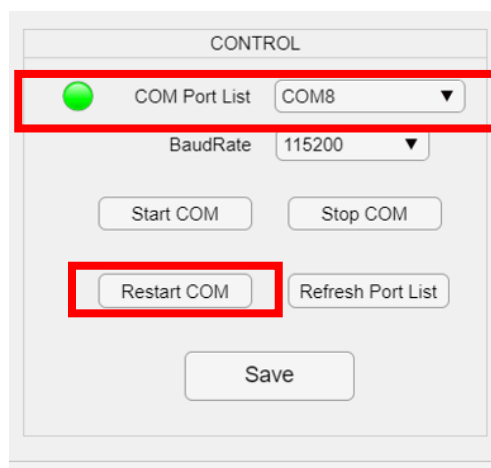 CONTROL
COM Port List COM8
BaudRate 115200
Start COM Stop COM
Restart COM Refresh Port List
Save